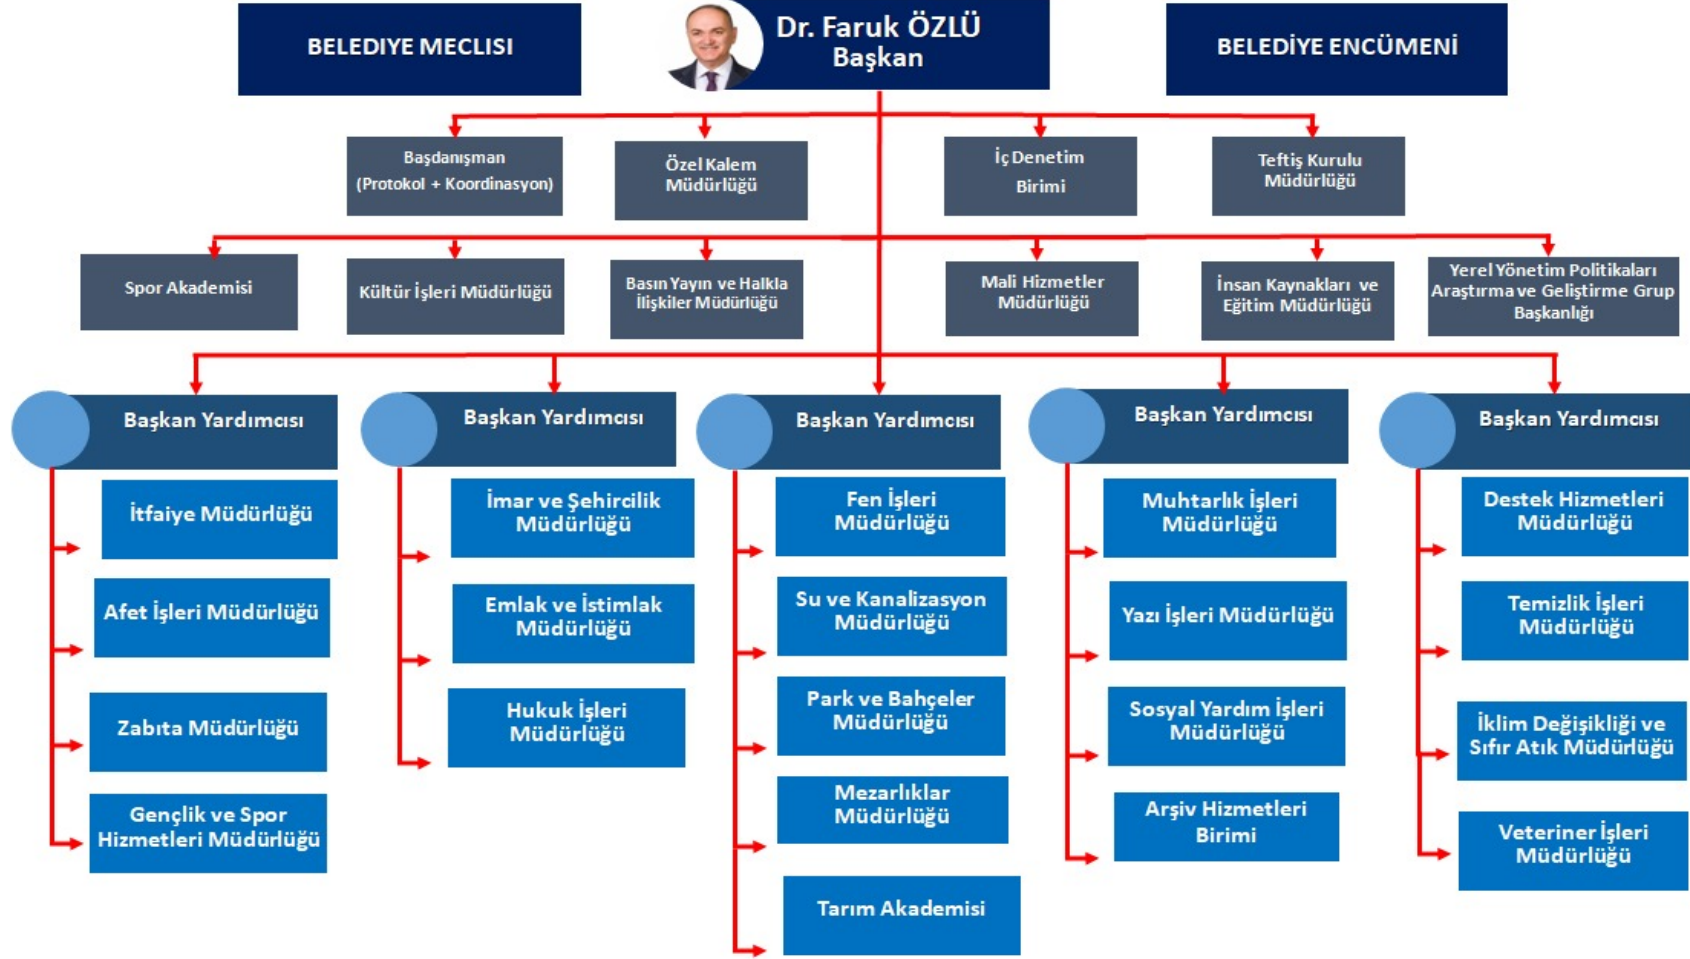 BELEDIYE MECLISI
Dr. Faruk ÖZLÜ
Başkan
BELEDİYE ENCÜMENİ
Başdanışman
(Protokol + Koordinasyon)
Özel Kalem
Müdürlüğü
İç Denetim
Birimi
Teftiş Kurulu
Müdürlüğü
Spor Akademisi
Kültür İşleri Müdürlüğü
Basın Yayın ve Halkla
İlişkiler Müdürlüğü
Mali Hizmetler
Müdürlüğü
İnsan Kaynakları ve
Eğitim Müdürlüğü
Yerel Yönetim Politikaları
Araştırma ve Geliştirme Grup
Başkanlığı
Başkan Yardımcısı
İtfaiye Müdürlüğü
Afet İşleri Müdürlüğü
Zabıta Müdürlüğü
Gençlik ve Spor
Hizmetleri Müdürlüğü
Başkan Yardımcısı
İmar ve Şehircilik
Müdürlüğü
Emlak ve İstimlak
Müdürlüğü
Hukuk İşleri
Müdürlüğü
Başkan Yardımcısı
Fen İşleri
Müdürlüğü
Su ve Kanalizasyon
Müdürlüğü
Park ve Bahçeler
Müdürlüğü
Mezarlıklar
Müdürlüğü
Tarım Akademisi
Başkan Yardımcısı
Muhtarlık İşleri
Müdürlüğü
Yazı İşleri Müdürlüğü
Sosyal Yardım İşleri
Müdürlüğü
Arşiv Hizmetleri
Birimi
Başkan Yardımcısı
Destek Hizmetleri
Müdürlüğü
Temizlik İşleri
Müdürlüğü
İklim Değişikliği ve
Sıfır Atık Müdürlüğü
Veteriner İşleri
Müdürlüğü